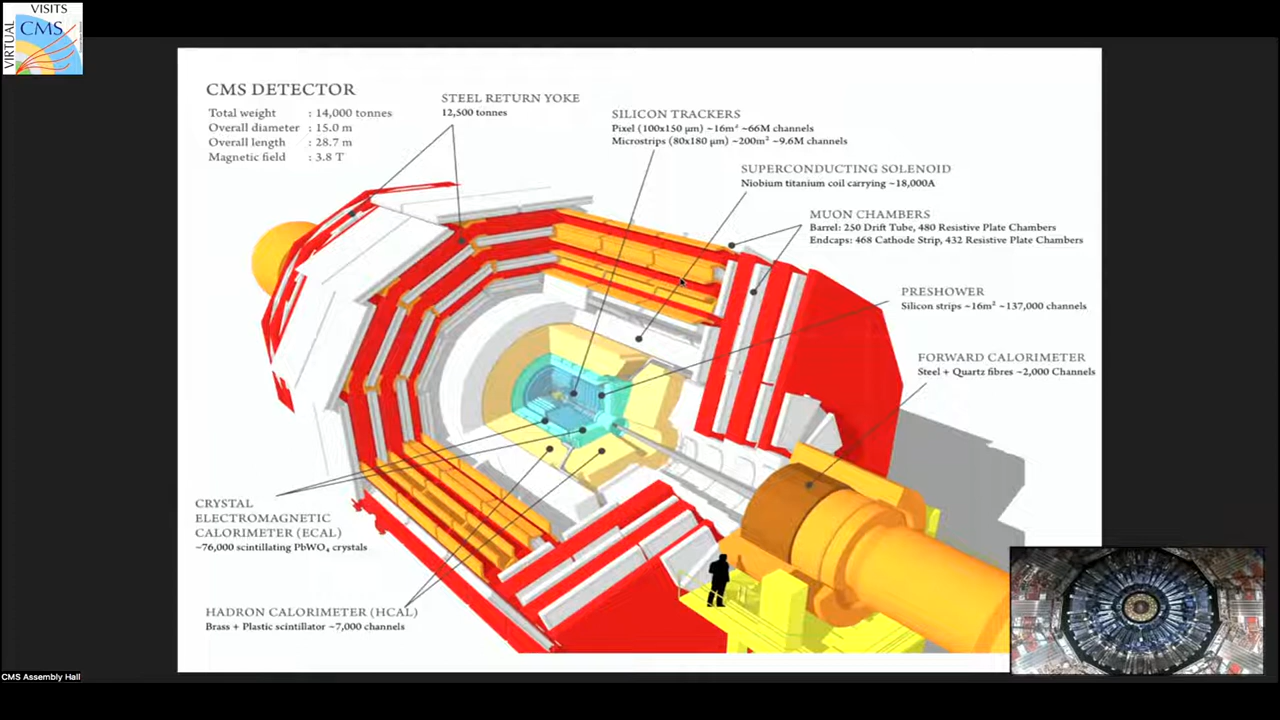 VISITS
VIRTUAL
CMS
CMS DETECTOR
Total weight : 14,000 tonnes
Overall diameter : 15.0 m
Overall length : 28.7 m
Magnetic field : 3.8 T
STEEL RETURN YOKE
12,500 tonnes
SILICON TRACKERS
Pixel (100x150 μm) ~16m² ~66M channels
Microstrips (80x180 μm) ~200m² ~9.6M channels
SUPERCONDUCTING SOLENOID
Niobium titanium coil carrying ~18,000A
MUON CHAMBERS
Barrel: 250 Drift Tube, 480 Resistive Plate Chambers
Endcaps: 468 Cathode Strip, 432 Resistive Plate Chambers
PRESHOWER
Silicon strips ~16m² ~137,000 channels
FORWARD CALORIMETER
Steel + Quartz fibres ~2,000 Channels
CRYSTAL
ELECTROMAGNETIC
CALORIMETER (ECAL)
~76,000 scintillating PbWO₄ crystals
HADRON CALORIMETER (HCAL)
Brass + Plastic scintillator ~7,000 channels
CMS Assembly Hall